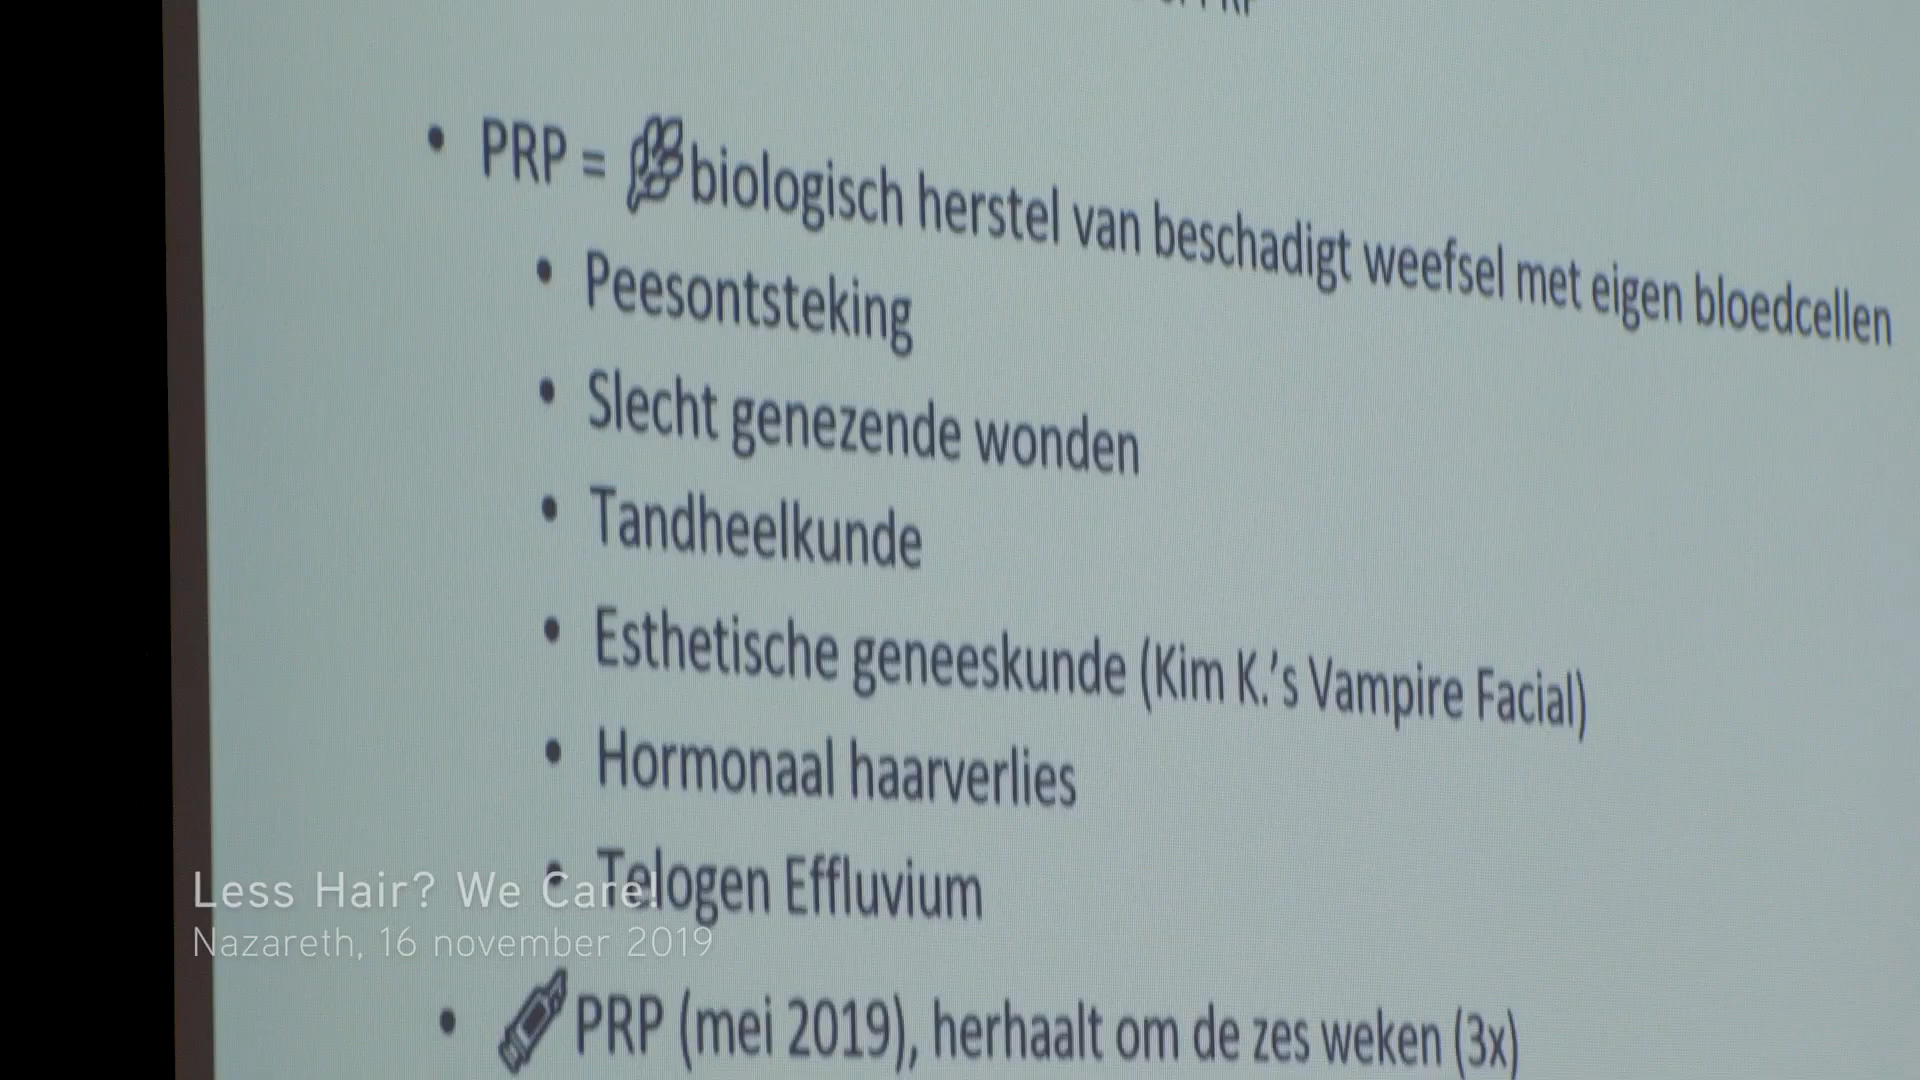 PRP
• PRP = biologisch herstel van beschadigt weefsel met eigen bloedcellen
• Peesontsteking
• Slecht genezende wonden
• Tandheelkunde
• Esthetische geneeskunde (Kim K.'s Vampire Facial)
• Hormonaal haarverlies
• Telogen Effluvium
Less Hair? We Care!
Nazareth, 16 november 2019
• PRP (mei 2019), herhaalt om de zes weken (3x)